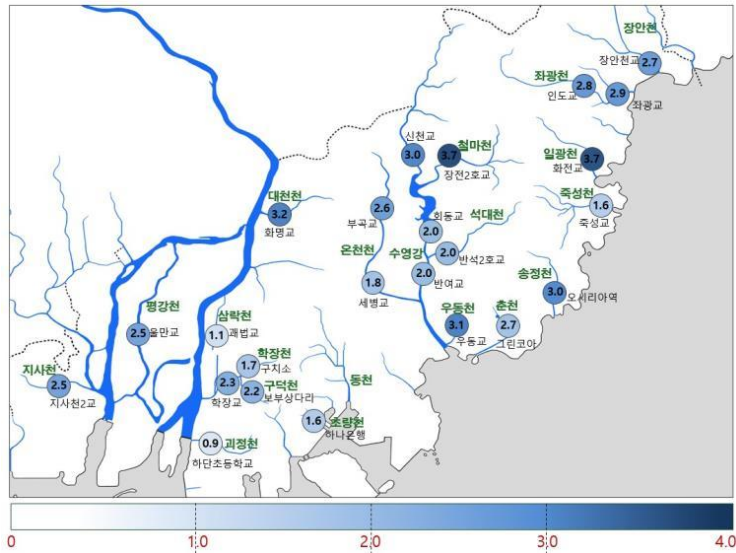 장안천
장안천교
2.7
좌광천
2.8
인도교
2.9
좌광교
신천교
3.0
3.7
철마천
장전2호교
일광천
3.7
화전교
대천천
3.2
화명교
2.6
부곡교
죽성천
1.6
죽성교
회동교
2.0
석대천
온천천
수영강
2.0
반석2호교
2.0
반여교
1.8
세병교
송정천
3.0
오시리아역
평강천
2.5
울만교
삼락천
1.1
괘법교
우동천
3.1
우동교
춘천
2.7
그린코아
지사천
2.5
지사천2교
학장천
1.7
구치소
2.3
학장교
2.2
구덕천
보부상다리
동천
1.6
초량천
하나은행
0.9
괴정천
하단초등학교
0
1.0
2.0
3.0
4.0